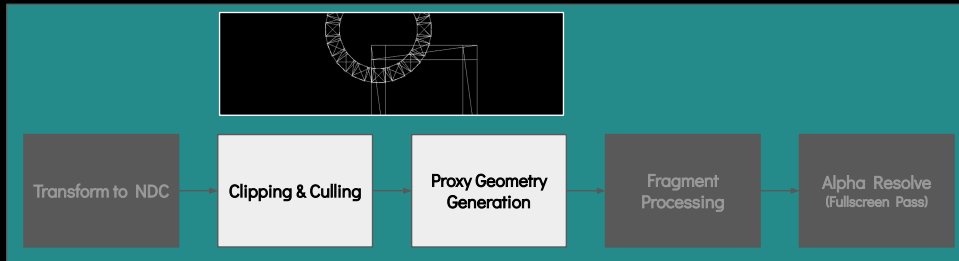 Transform to NDC
Clipping & Culling
Proxy Geometry
Generation
Fragment
Processing
Alpha Resolve
(Fullscreen Pass)